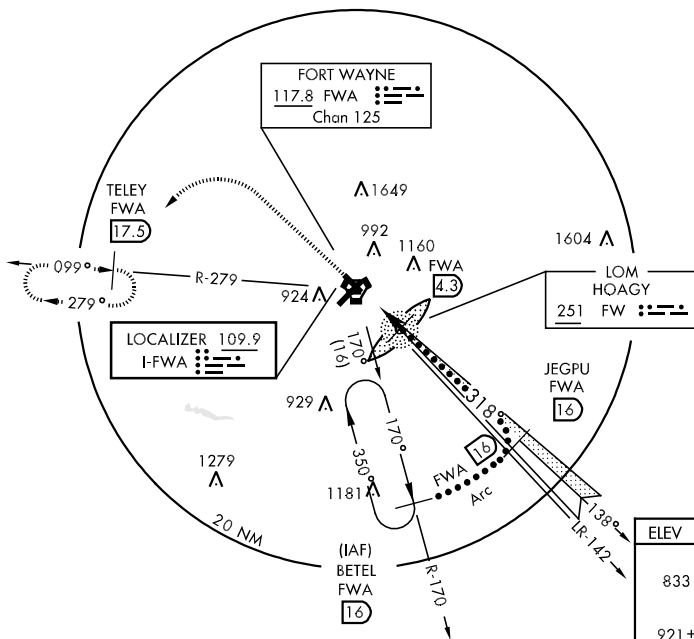 FORT WAYNE
117.8 FWA
Chan 125
1649
TELEY
FWA
17.5
992
1160
1604
FWA
4.3
LOM
HOAGY
251 FW
099°
279°
R-279
924
LOCALIZER 109.9
I-FWA
170°
(16)
318°
JEGPU
FWA
16
929
350°
170°
FWA
16
Arc
1279
1181
138°
LR-142
20 NM
(IAF)
BETEL
FWA
16
R-170
ELEV
833
921±